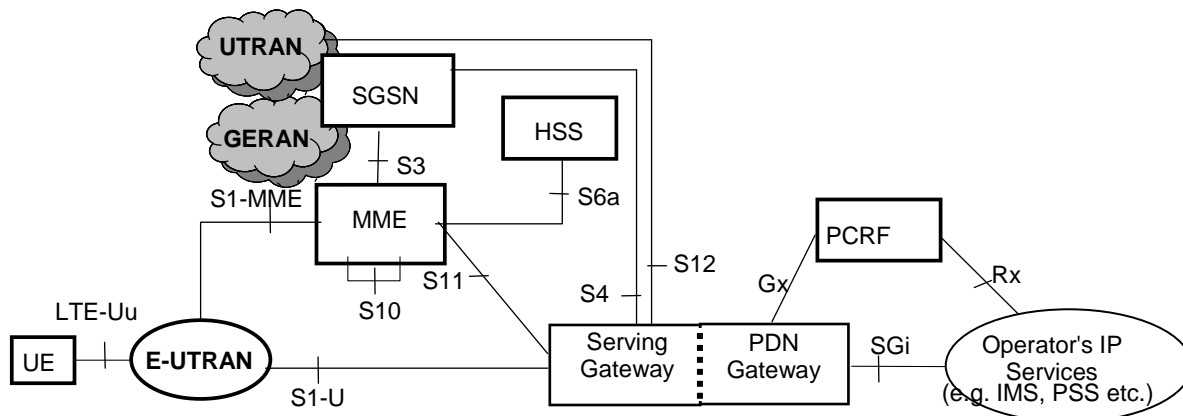 UTRAN
SGSN
GERAN
HSS
S3
S1-MME
S6a
MME
PCRF
S11
S12
S10
S4
Gx
Rx
LTE-Uu
UE
E-UTRAN
S1-U
Serving
Gateway
PDN
Gateway
SGi
Operator's IP
Services
(e.g. IMS, PSS etc.)